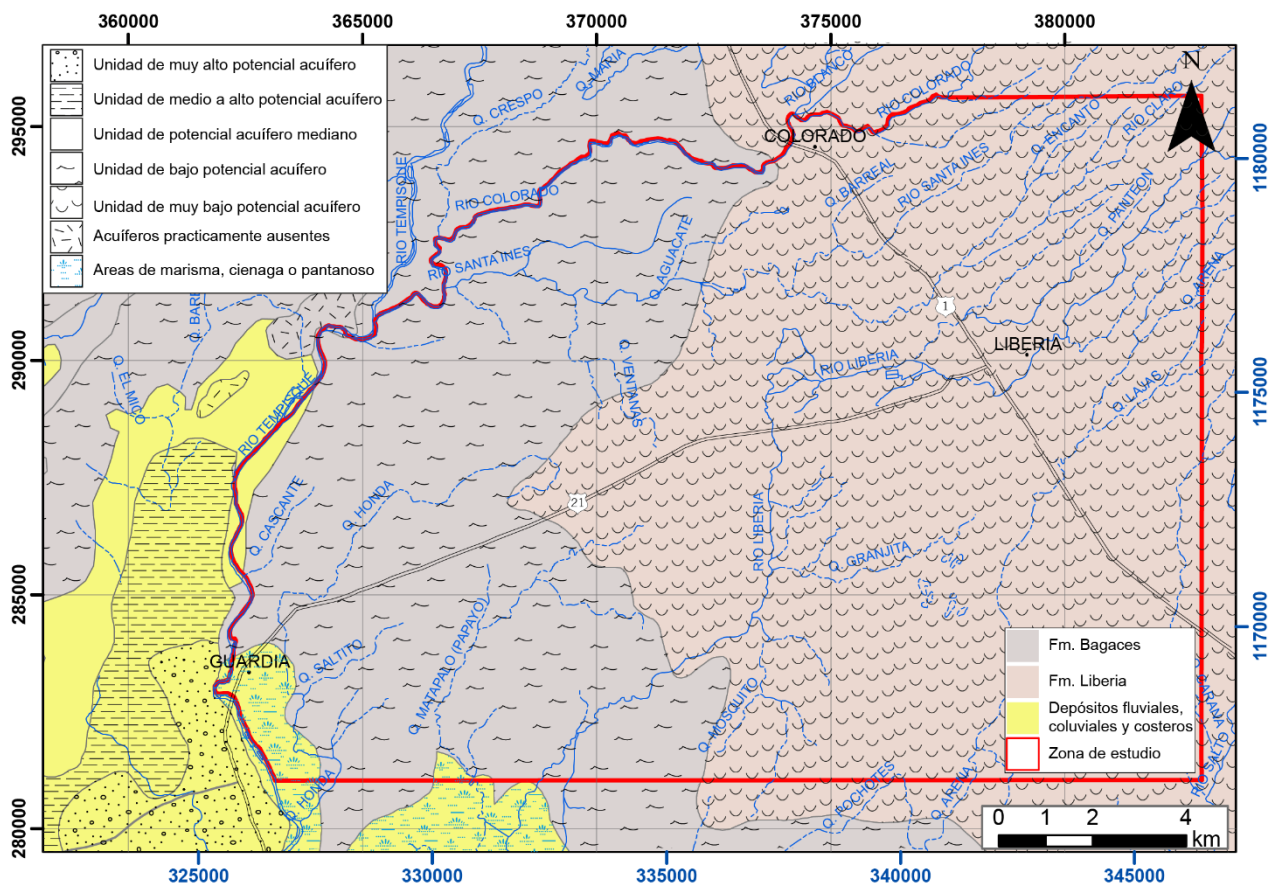 360000
365000
370000
375000
380000
Unidad de muy alto potencial acuífero
Unidad de medio a alto potencial acuífero
Unidad de potencial acuífero mediano
Unidad de bajo potencial acuífero
Unidad de muy bajo potencial acuífero
Acuíferos practicamente ausentes
Areas de marisma, cienaga o pantanoso
N
295000
290000
285000
280000
1180000
1175000
1170000
Q. MARIA
Q. CRESPO
RIO TEMPISQUE
RIO BLANCO
RIO COLORADO
COLORADO
Q. ENCANTO
RIO CLARO
Q. BARREAL
RIO SANTA INES
Q. PANTEON
RIO COLORADO
RIO SANTA INES
Q. AGUACATE
Q. ARENA
1
Q. EL MICO
Q. VENTANAS
RIO LIBERIA
LIBERIA
Q. LAJAS
RIO TEMPISQUE
Q. CASCANTE
Q. HONDA
21
RIO LIBERIA
Q. GRANJITA
GUARDIA
Q. SALTITO
Q. MATAPALO (PAPAYO)
Q. MOSQUITO
Q. HONDA
Q. POCHOTES
Q. ARENA
RIO SALTO
Fm. Bagaces
Fm. Liberia
Depósitos fluviales,
coluviales y costeros
Zona de estudio
0 1 2 4
km
325000
330000
335000
340000
345000